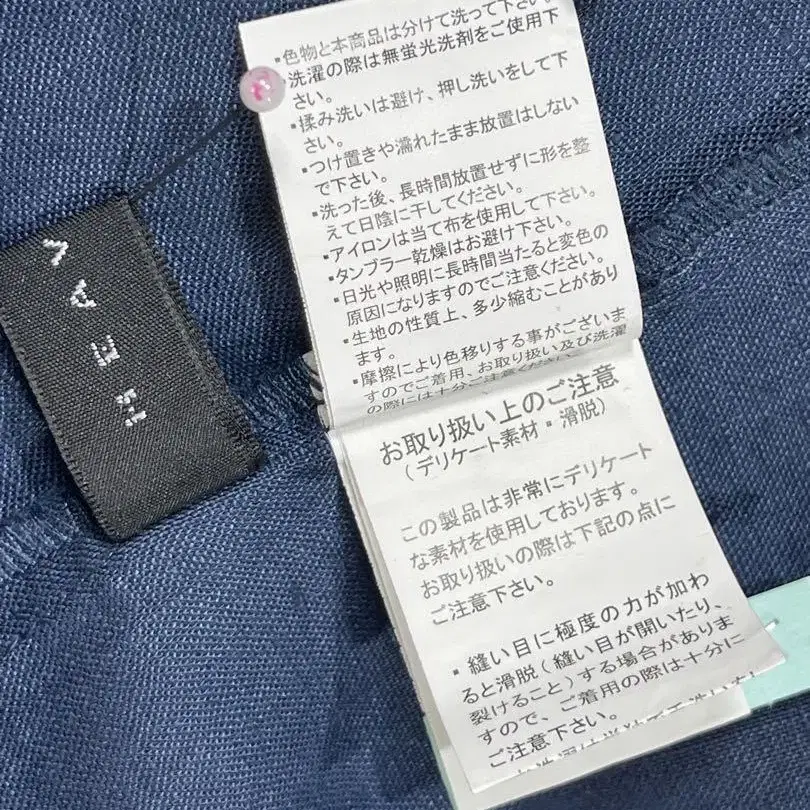 ・色物と本商品は分けて洗って下さい。
・洗濯の際は無蛍光洗剤をご使用下
さい。
・揉み洗いは避け、押し洗いをして下
さい。
・つけ置きや濡れたまま放置はしない
で下さい。
・洗った後、長時間放置せずに形を整
えて日陰に干してください。
・アイロンは当て布を使用して下さい。
・タンブラー乾燥はお避け下さい。
・日光や照明に長時間当たると変色の
原因になりますのでご注意ください。
・生地の性質上、多少縮むことがあり
ます。
・摩擦により色移りする事がございま
すのでご着用、お取り扱い及び洗濯
の際には十分ご注意ください。
お取り扱い上のご注意
（デリケート素材・滑脱）
この製品は非常にデリケート
な素材を使用しております。
お取り扱いの際は下記の点に
ご注意下さい。
・縫い目に極度の力が加わ
ると滑脱（縫い目が開いたり、
裂けること）する場合がありま
すので、ご着用の際は十分に
ご注意下さい。